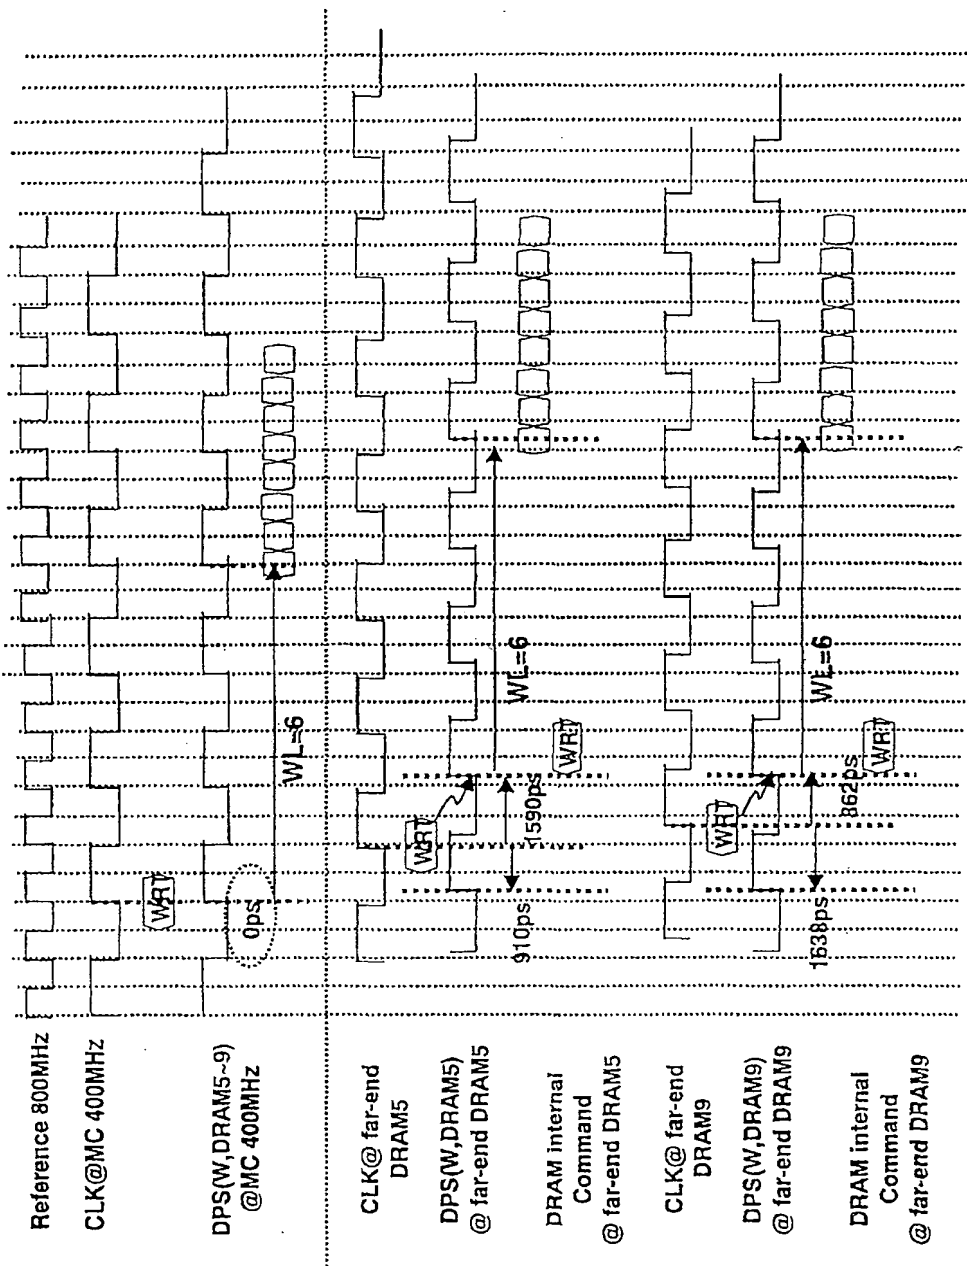 Reference 800MHz
CLK@MC 400MHz
WRT
DPS(W,DRAM5~9)
@MC 400MHz
0ps
WL=6
CLK@ far-end
DRAM5
WRT
DPS(W,DRAM5)
@ far-end DRAM5
910ps
1590ps
WL=6
DRAM internal
Command
@ far-end DRAM5
WRT
CLK@ far-end
DRAM9
WRT
DPS(W,DRAM9)
@ far-end DRAM9
1638ps
862ps
WL=6
DRAM internal
Command
@ far-end DRAM9
WRT